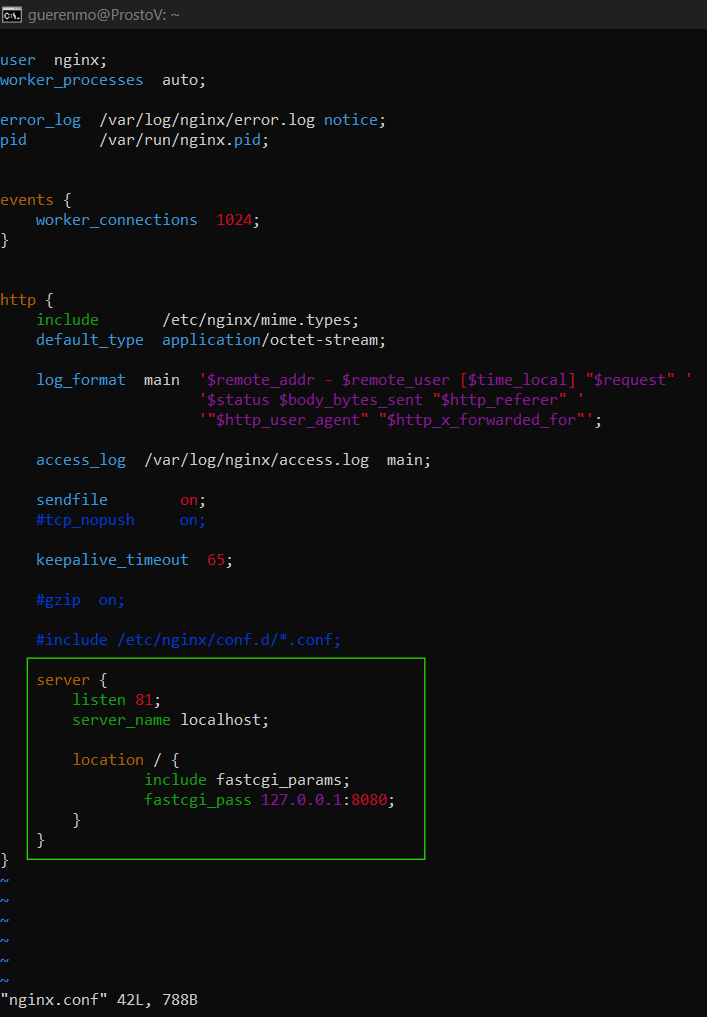 guerenmo@ProstoV: ~
user  nginx;
worker_processes  auto;
error_log  /var/log/nginx/error.log notice;
pid        /var/run/nginx.pid;
events {
    worker_connections  1024;
}
http {
    include       /etc/nginx/mime.types;
    default_type  application/octet-stream;
    log_format  main  '$remote_addr - $remote_user [$time_local] "$request" '
                      '$status $body_bytes_sent "$http_referer" '
                      '"$http_user_agent" "$http_x_forwarded_for"';
    access_log  /var/log/nginx/access.log  main;
    sendfile        on;
    #tcp_nopush     on;
    keepalive_timeout  65;
    #gzip  on;
    #include /etc/nginx/conf.d/*.conf;
    server {
        listen 81;
        server_name localhost;
        location / {
                include fastcgi_params;
                fastcgi_pass 127.0.0.1:8080;
        }
    }
}
~
~
~
~
~
~
"nginx.conf" 42L, 788B